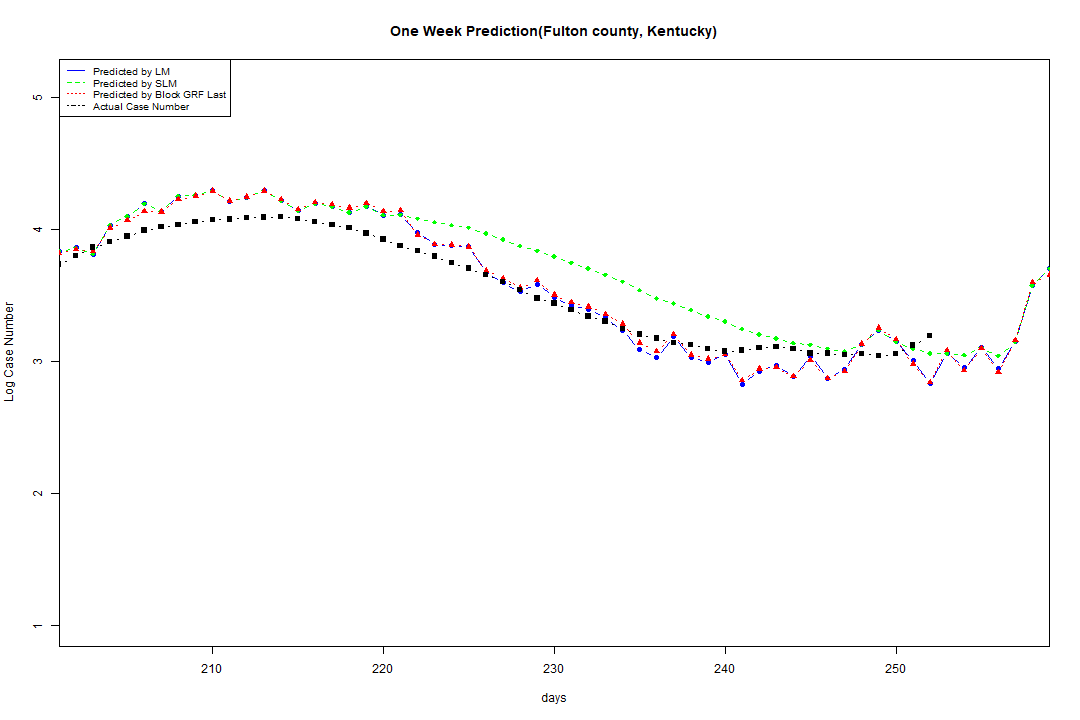 One Week Prediction(Fulton county, Kentucky)
Predicted by LM
Predicted by SLM
Predicted by Block GRF Last
Actual Case Number
5
4
3
2
1
Log Case Number
210 220 230 240 250
days